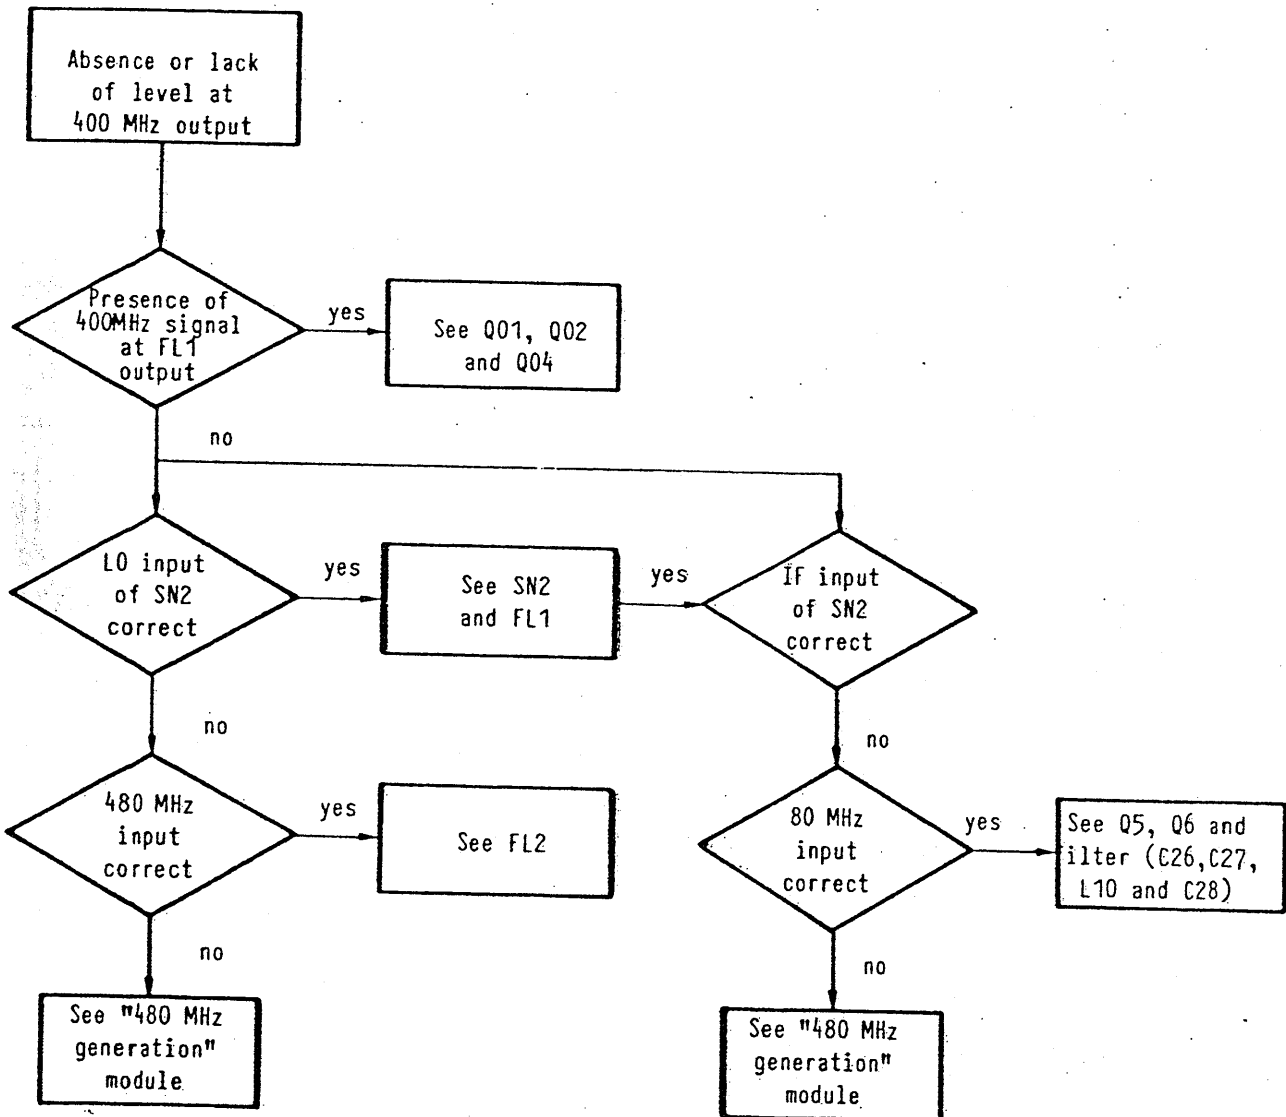 Absence or lack
of level at
400 MHz output
Presence of
400MHz signal
at FL1
output
yes
See Q01, Q02
and Q04
no
LO input
of SN2
correct
yes
See SN2
and FL1
yes
IF input
of SN2
correct
no
no
480 MHz
input
correct
yes
See FL2
80 MHz
input
correct
yes
See Q5, Q6 and
ilter (C26,C27,
L10 and C28)
no
no
See "480 MHz
generation"
module
See "480 MHz
generation"
module